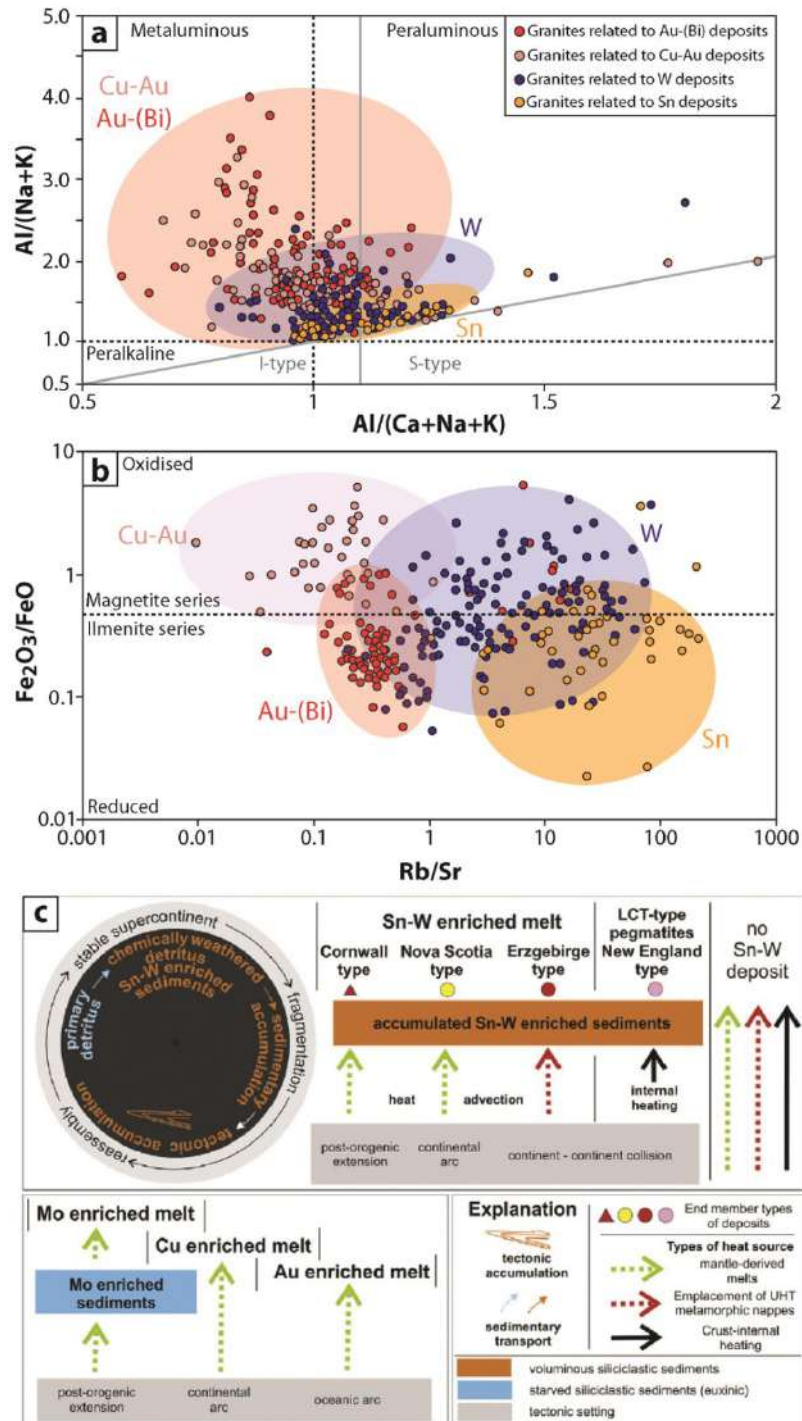 a
Metaluminous
Peraluminous
Granites related to Au-(Bi) deposits
Granites related to Cu-Au deposits
Granites related to W deposits
Granites related to Sn deposits
Cu-Au
Au-(Bi)
W
Sn
Peralkaline
I-type
S-type
5.0
4.0
3.0
2.0
1.0
0.5
Al/(Na+K)
0.5
1
1.5
2
Al/(Ca+Na+K)
b
Oxidised
Cu-Au
W
Magnetite series
Ilmenite series
Au-(Bi)
Sn
Reduced
10
1
0.1
0.01
Fe₂O₃/FeO
0.001
0.01
0.1
1
10
100
1000
Rb/Sr
c
stable supercontinent
fragmentation
reassembly
primary
detritus
chemically weathered
detritus
Sn-W enriched
sediments
sedimentary
accumulation
tectonic accumulation
Sn-W enriched melt
Cornwall
type
Nova Scotia
type
Erzgebirge
type
LCT-type
pegmatites
New England
type
no
Sn-W
deposit
accumulated Sn-W enriched sediments
heat
advection
internal
heating
post-orogenic
extension
continental
arc
continent - continent collision
Mo enriched melt
Cu enriched melt
Au enriched melt
Mo enriched
sediments
post-orogenic
extension
continental
arc
oceanic arc
Explanation
tectonic
accumulation
sedimentary
transport
End member types
of deposits
Types of heat source
mantle-derived
melts
Emplacement of UHT
metamorphic nappes
Crust-internal
heating
voluminous siliciclastic sediments
starved siliciclastic sediments (euxinic)
tectonic setting